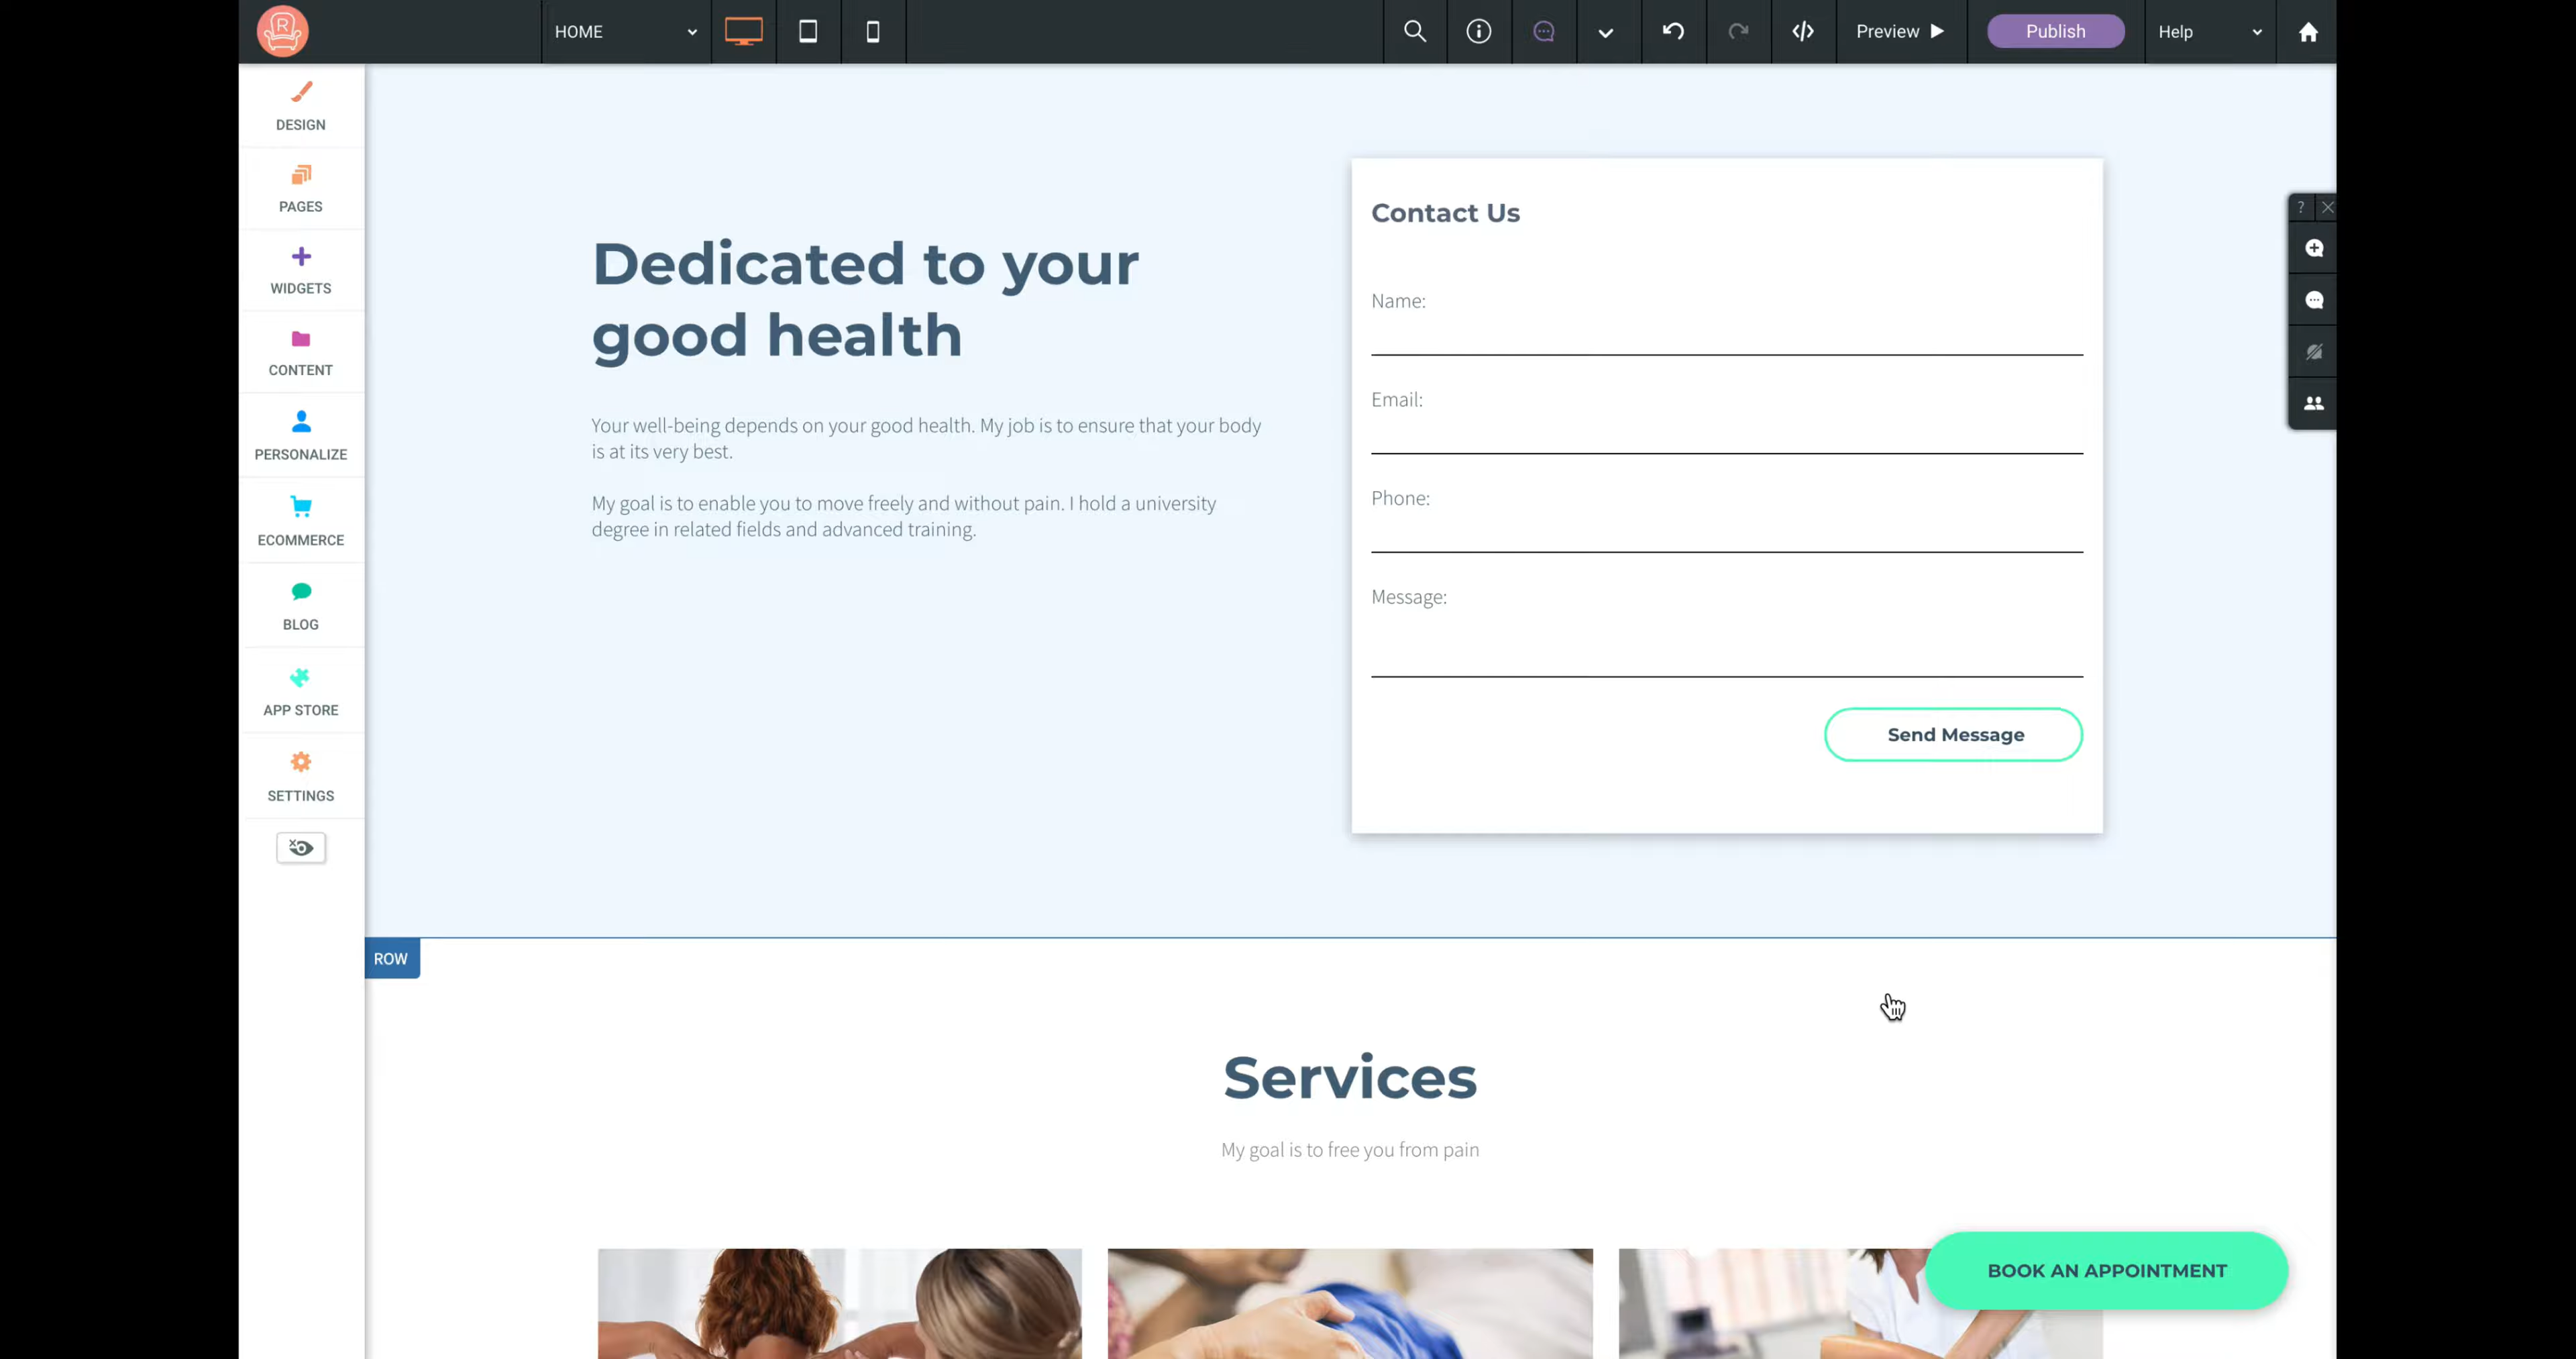 R
HOME
Preview
Publish
Help
DESIGN
PAGES
WIDGETS
CONTENT
PERSONALIZE
ECOMMERCE
BLOG
APP STORE
SETTINGS
Dedicated to your
good health
Your well-being depends on your good health. My job is to ensure that your body
is at its very best.
My goal is to enable you to move freely and without pain. I hold a university
degree in related fields and advanced training.
Contact Us
Name:
Email:
Phone:
Message:
Send Message
?
ROW
Services
My goal is to free you from pain
BOOK AN APPOINTMENT